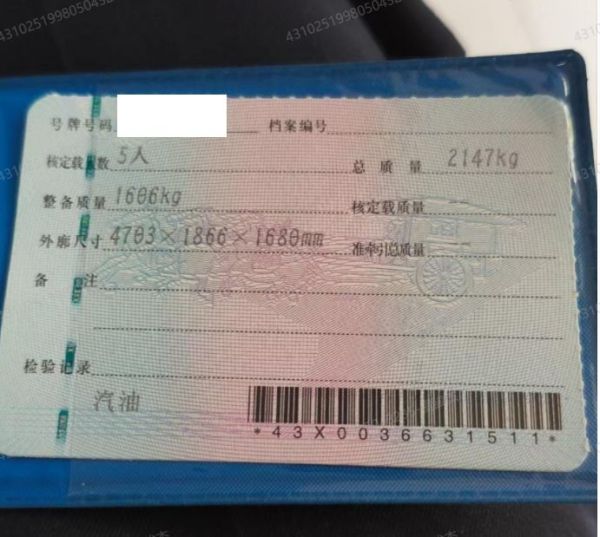 号牌号码 档案编号
核定载人数 5人 总质量 2147kg
整备质量 1606kg 核定载质量
外廓尺寸 4703×1866×1680mm 准牵引总质量 --
备注
检验记录
汽油
*43X0036631511*